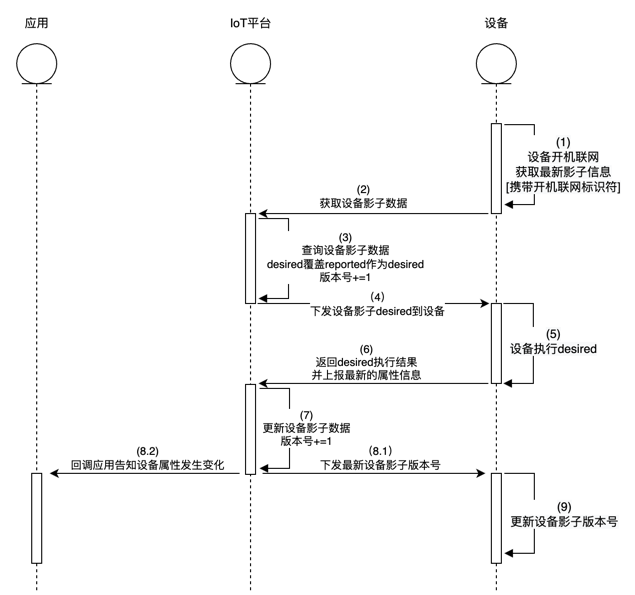 应用
IoT平台
设备
(1)
设备开机联网
获取最新影子信息
[携带开机联网标识符]
(2)
获取设备影子数据
(3)
查询设备影子数据
desired覆盖reported作为desired
版本号+=1
(4)
下发设备影子desired到设备
(5)
设备执行desired
(6)
返回desired执行结果
并上报最新的属性信息
(7)
更新设备影子数据
版本号+=1
(8.2)
回调应用告知设备属性发生变化
(8.1)
下发最新设备影子版本号
(9)
更新设备影子版本号